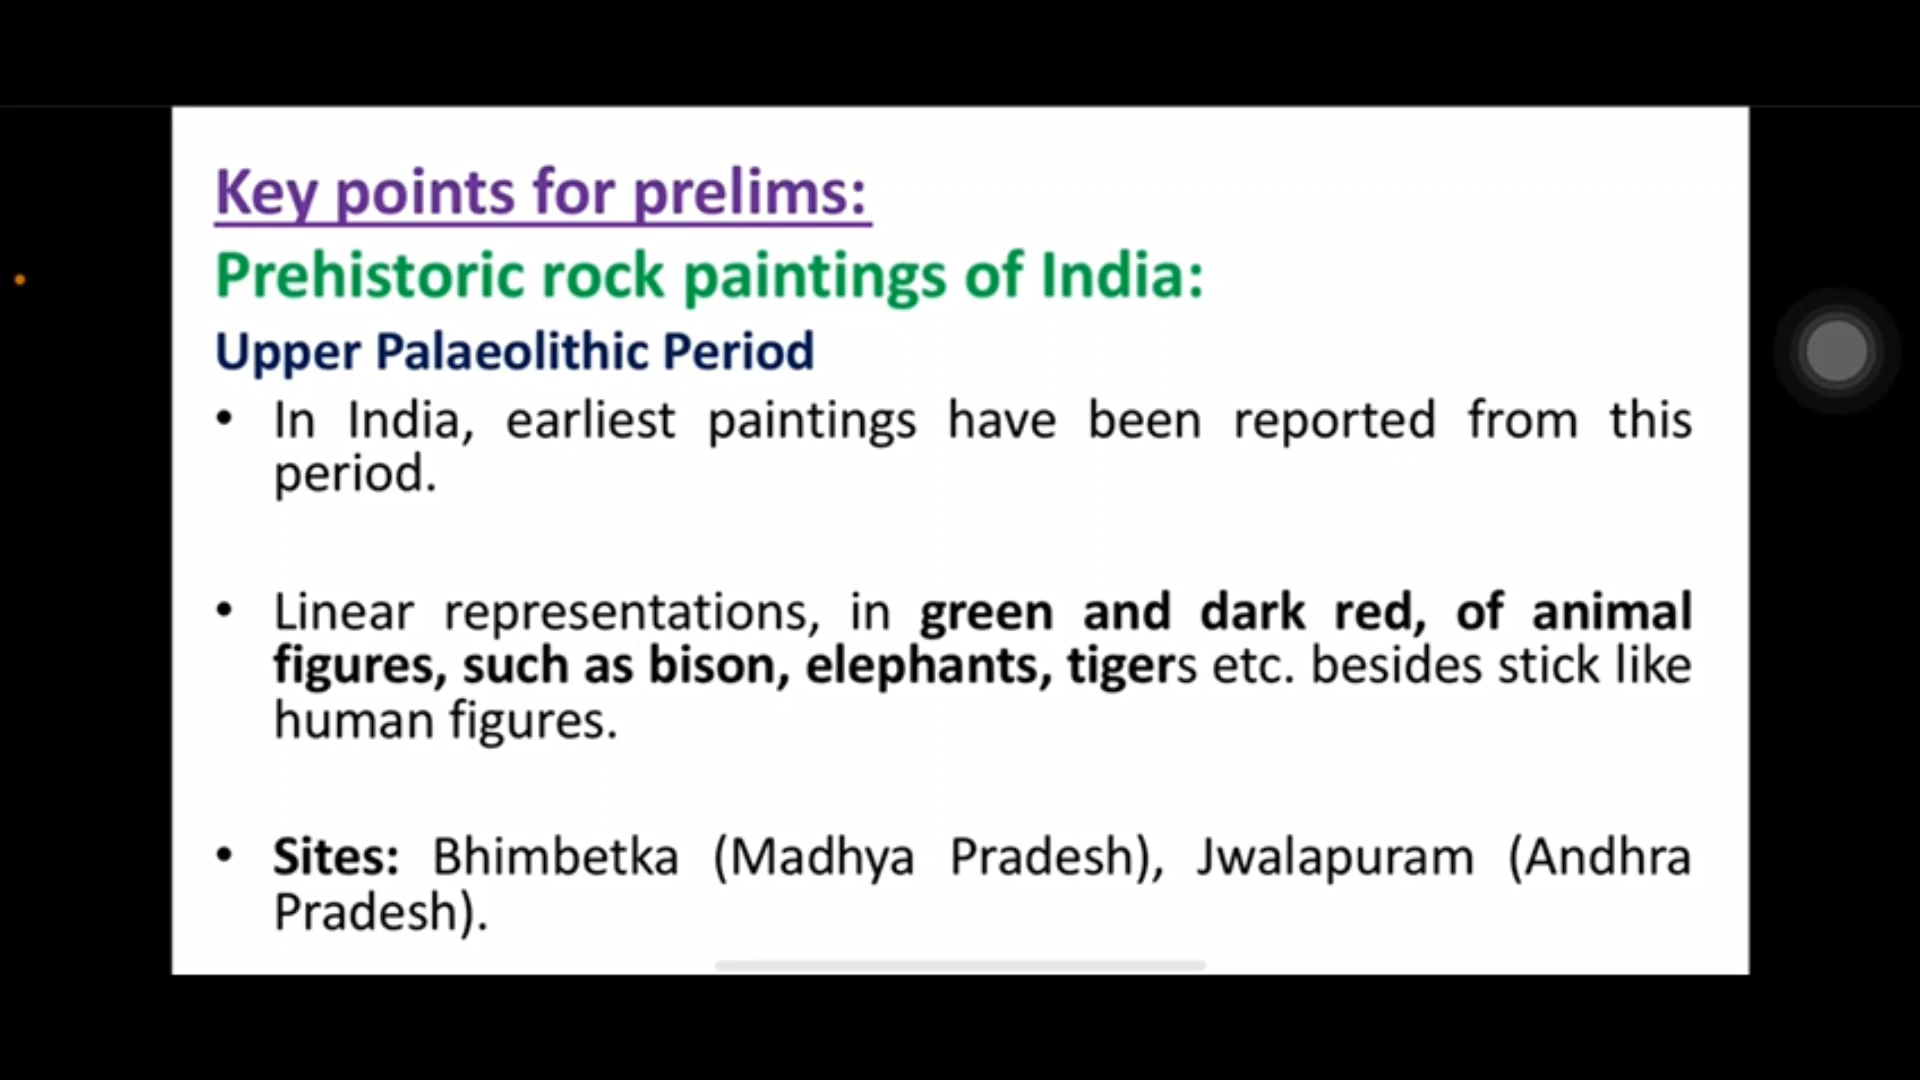 Key points for prelims:
Prehistoric rock paintings of India:
Upper Palaeolithic Period
• In India, earliest paintings have been reported from this
period.
• Linear representations, in green and dark red, of animal
figures, such as bison, elephants, tigers etc. besides stick like
human figures.
• Sites: Bhimbetka (Madhya Pradesh), Jwalapuram (Andhra
Pradesh).